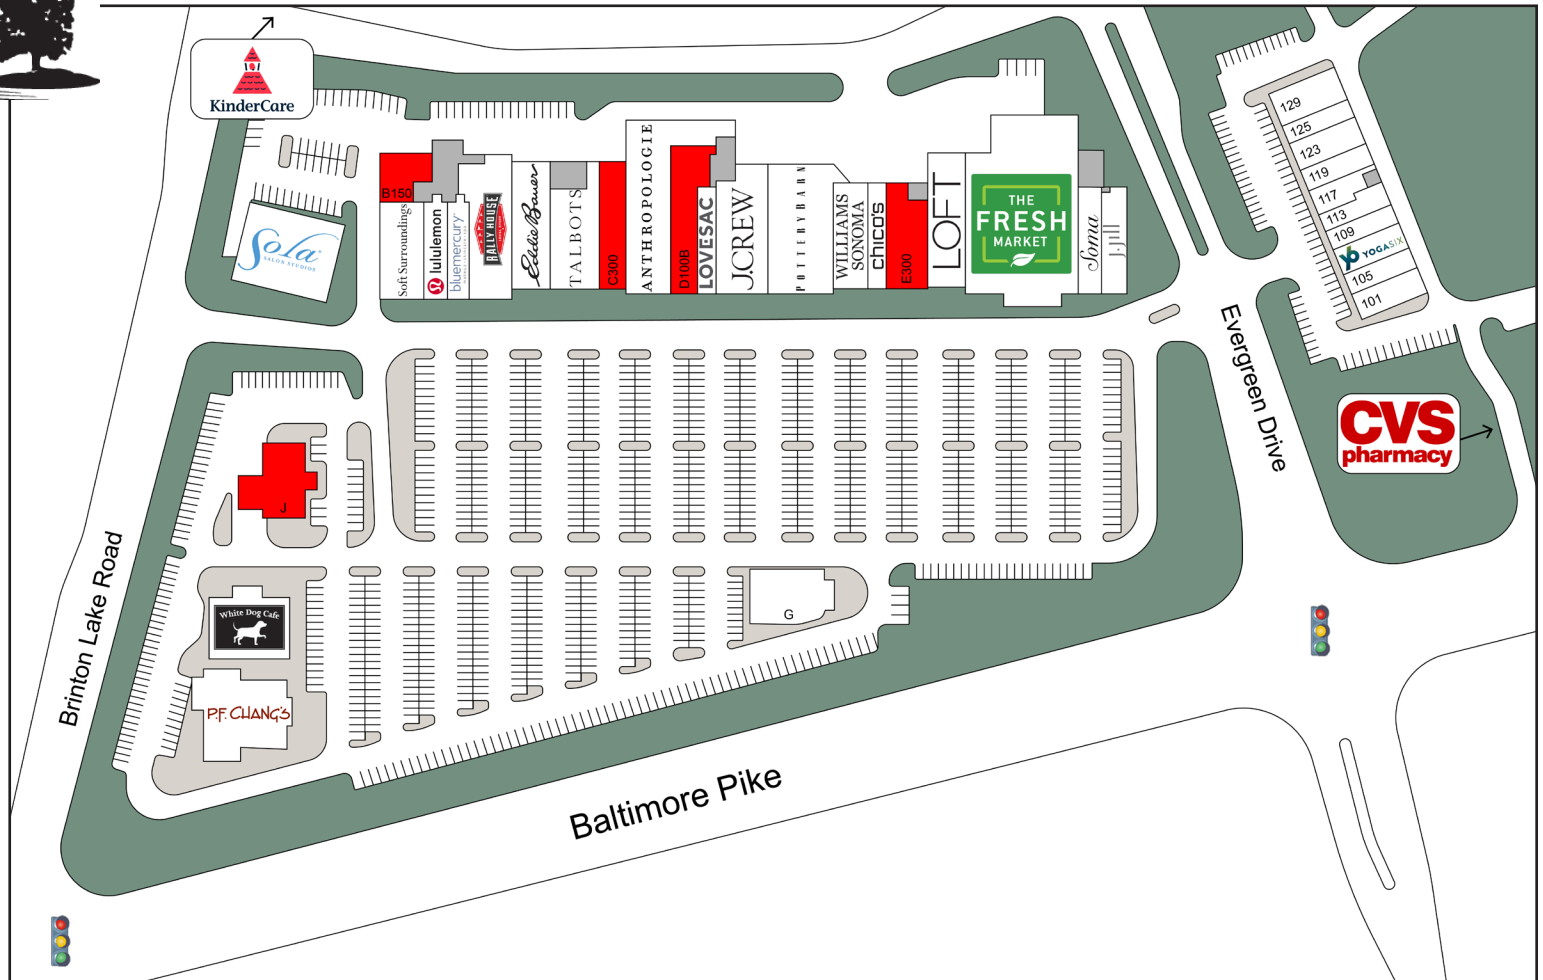 KinderCare
Sola
SALON STUDIOS
B150
Soft Surroundings
lululemon
bluemercury
RALLY HOUSE
Eddie Bauer
TALBOTS
C300
ANTHROPOLOGIE
D100B
LOVESAC
J.CREW
POTTERYBARN
WILLIAMS
SONOMA
chico's
E300
LOFT
THE
FRESH
MARKET
Soma
j.jill
129
125
123
119
117
113
109
YOGASIX
105
101
Evergreen Drive
CVS
pharmacy
J
White Dog Cafe
P.F. CHANG'S
G
Brinton Lake Road
Baltimore Pike